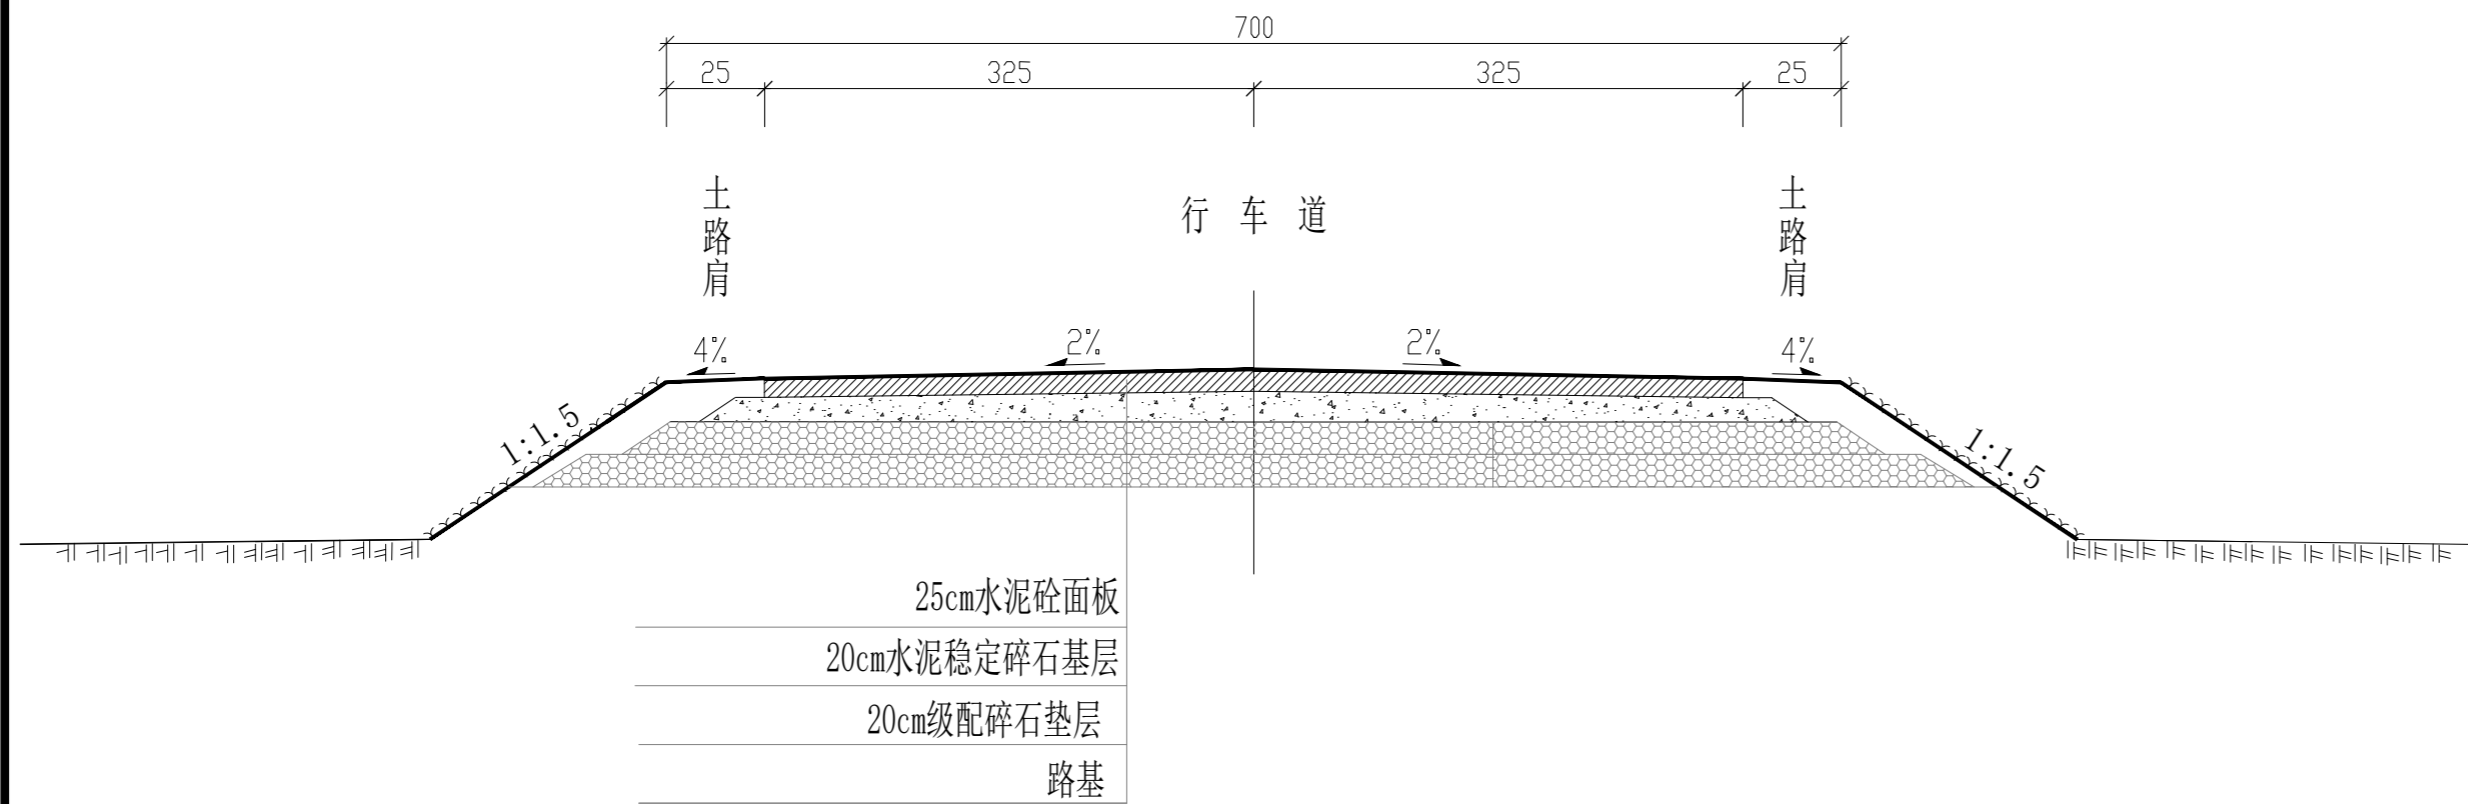 700
25 325 325 25
土路肩 行车道 土路肩
4% 2% 2% 4%
1:1.5 1:1.5
25cm水泥砼面板
20cm水泥稳定碎石基层
20cm级配碎石垫层
路基